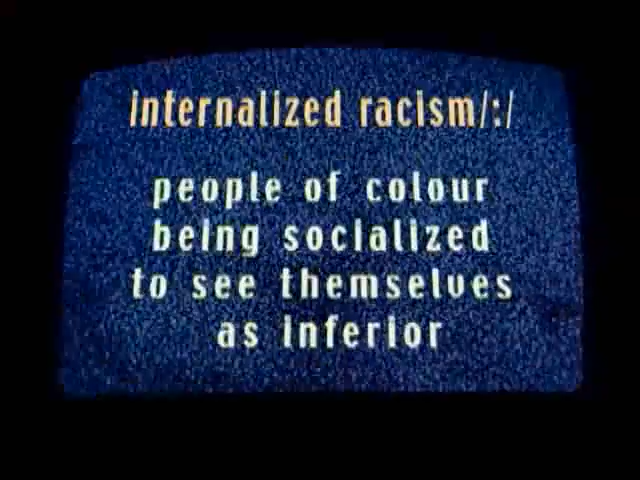 internalized racism/:/
people of colour
being socialized
to see themselves
as inferior